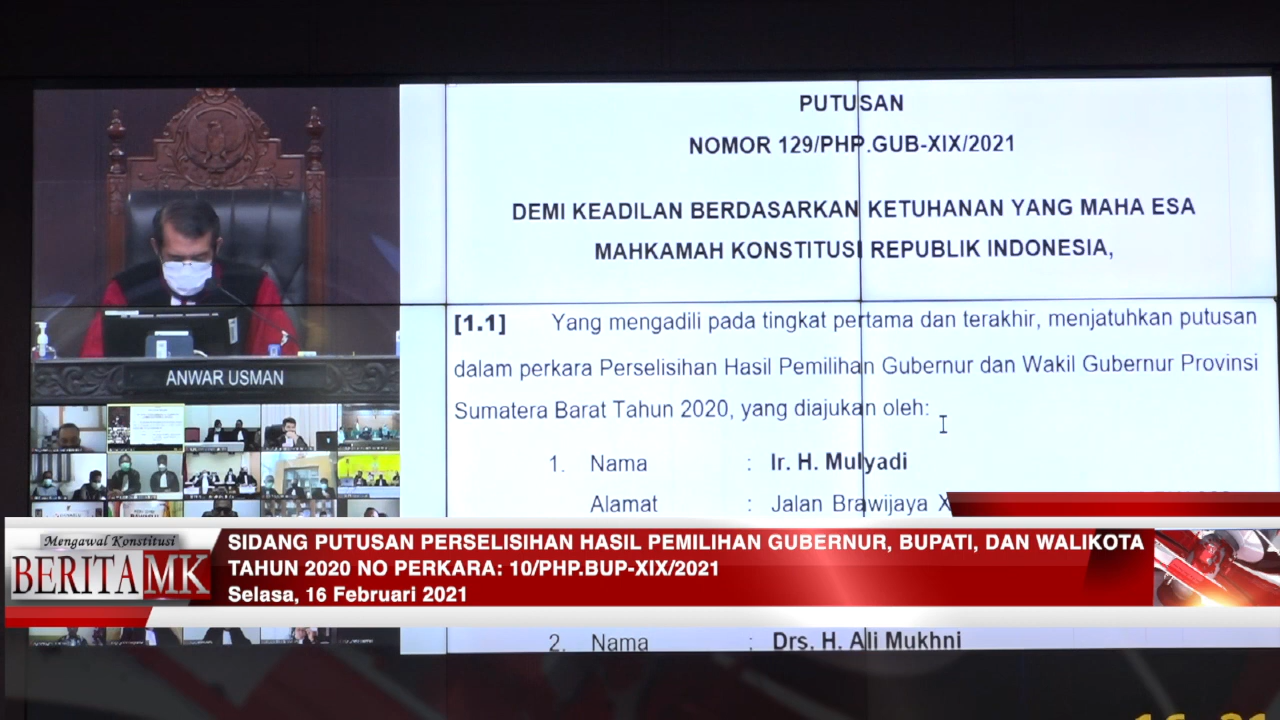 PUTUSAN
NOMOR 129/PHP.GUB-XIX/2021
DEMI KEADILAN BERDASARKAN KETUHANAN YANG MAHA ESA
MAHKAMAH KONSTITUSI REPUBLIK INDONESIA,
[1.1] Yang mengadili pada tingkat pertama dan terakhir, menjatuhkan putusan
dalam perkara Perselisihan Hasil Pemilihan Gubernur dan Wakil Gubernur Provinsi
Sumatera Barat Tahun 2020, yang diajukan oleh:
1. Nama : Ir. H. Mulyadi
Alamat : Jalan Brawijaya X
ANWAR USMAN
Mengawal Konstitusi
BERITA MK
SIDANG PUTUSAN PERSELISIHAN HASIL PEMILIHAN GUBERNUR, BUPATI, DAN WALIKOTA
TAHUN 2020 NO PERKARA: 10/PHP.BUP-XIX/2021
Selasa, 16 Februari 2021
2. Nama : Drs. H. Ali Mukhni